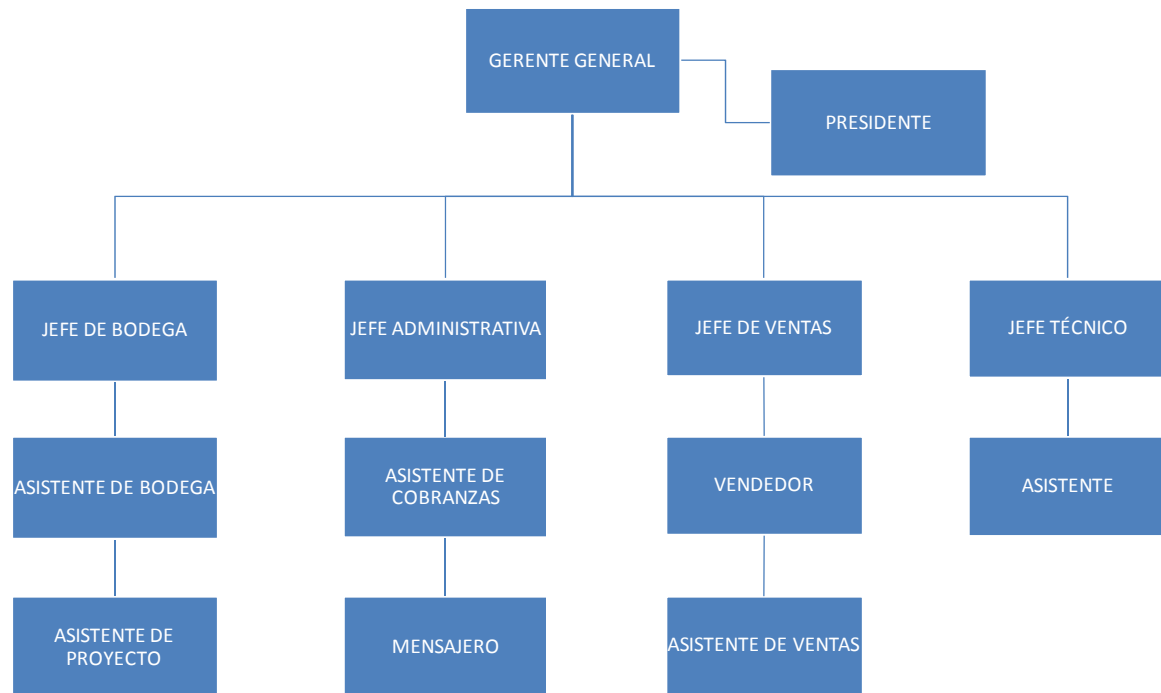 GERENTE GENERAL
PRESIDENTE
JEFE DE BODEGA
JEFE ADMINISTRATIVA
JEFE DE VENTAS
JEFE TÉCNICO
ASISTENTE DE BODEGA
ASISTENTE DE
COBRANZAS
VENDEDOR
ASISTENTE
ASISTENTE DE
PROYECTO
MENSAJERO
ASISTENTE DE VENTAS